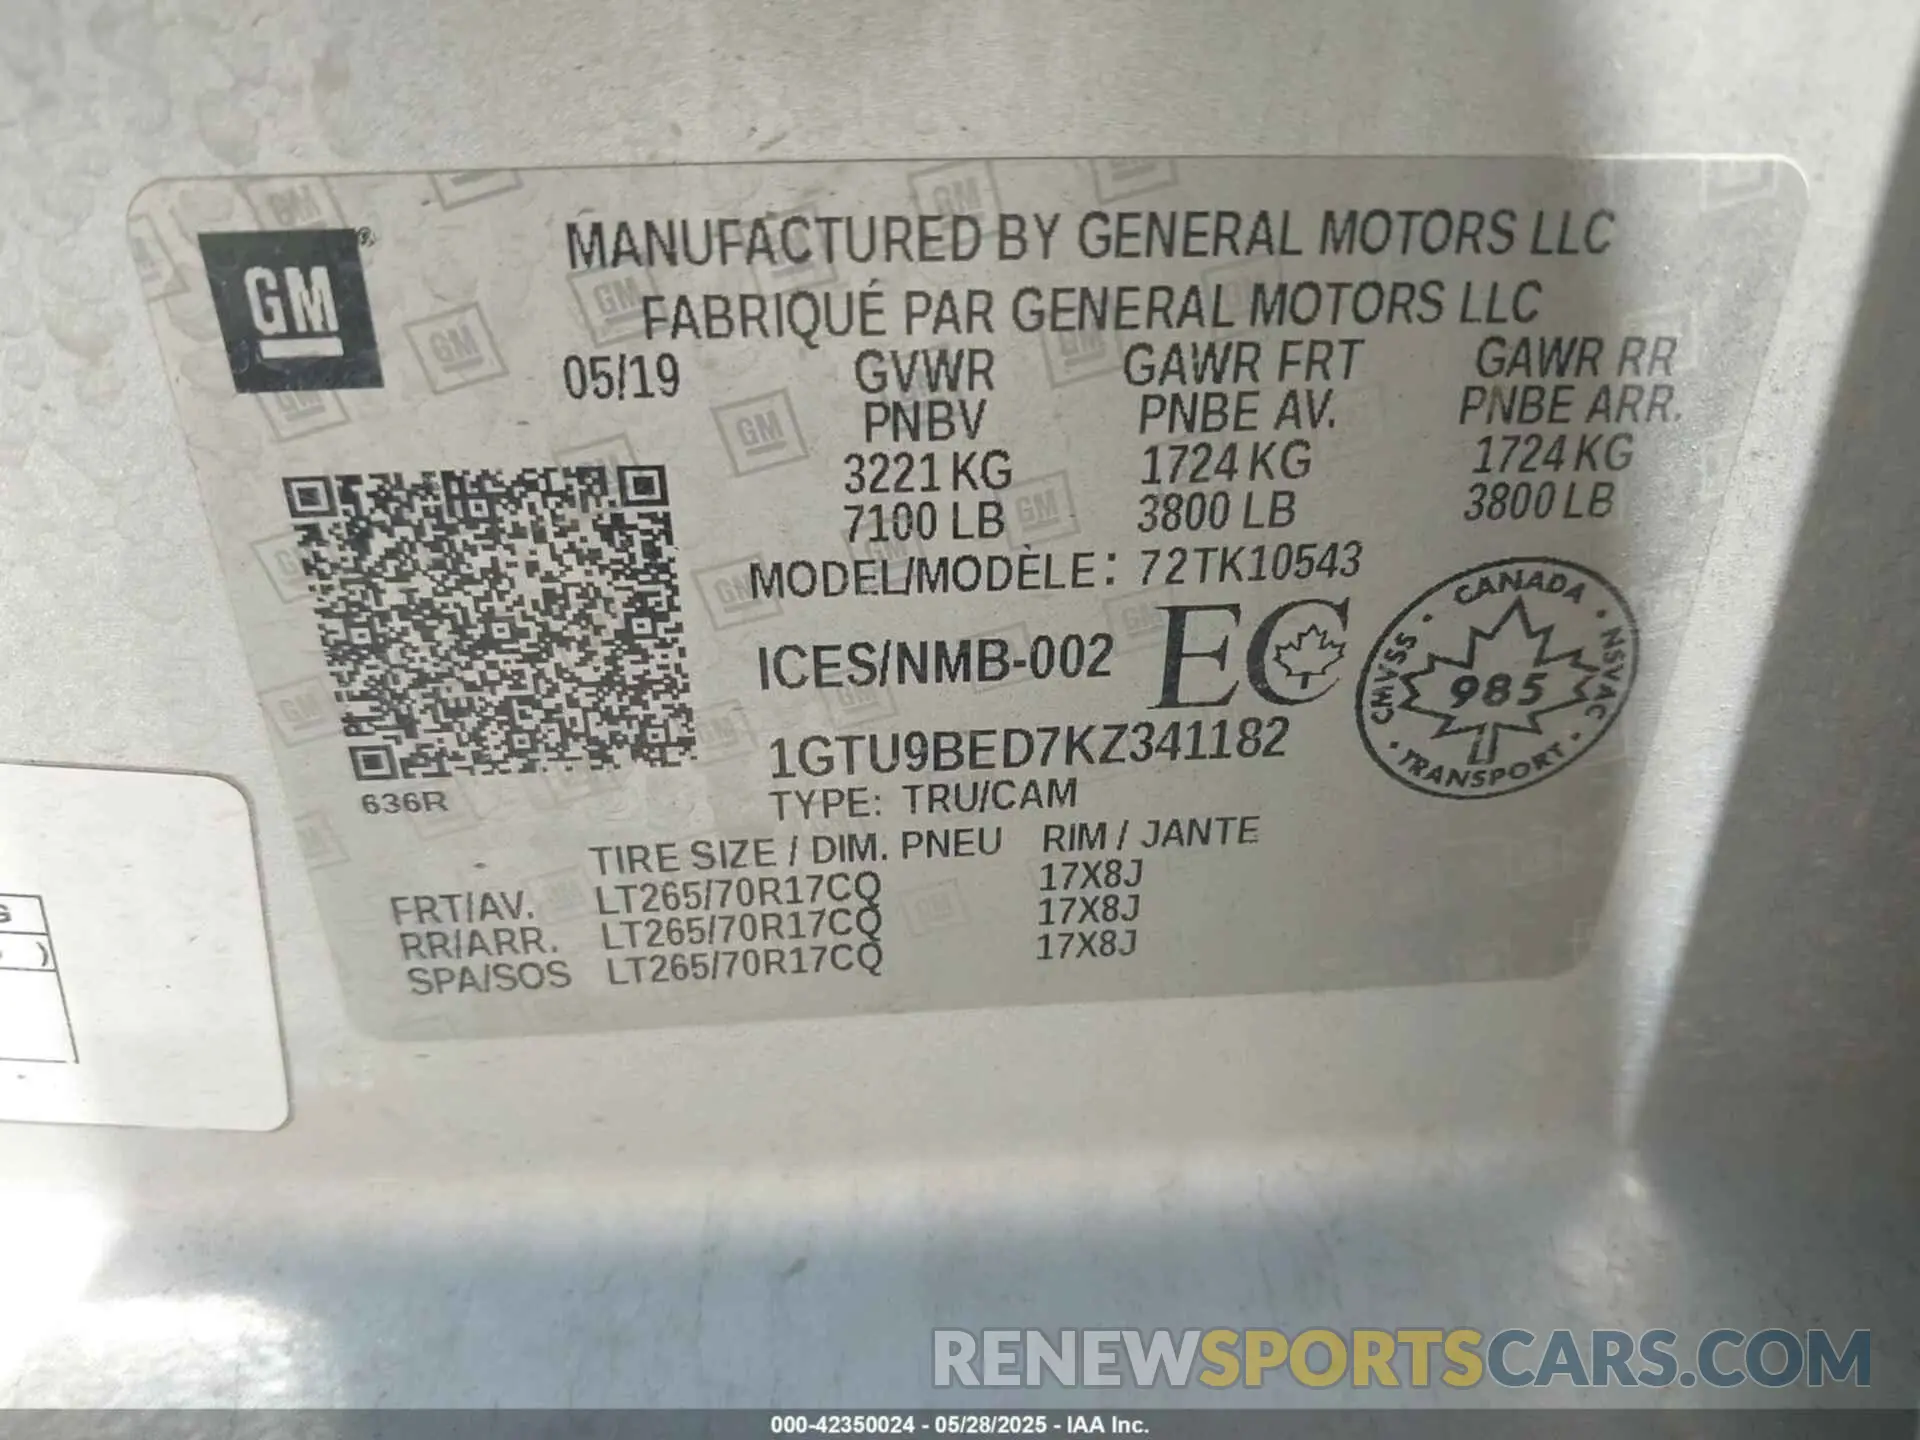 GM ®
MANUFACTURED BY GENERAL MOTORS LLC
FABRIQUÉ PAR GENERAL MOTORS LLC
05/19 GVWR GAWR FRT GAWR RR
PNBV PNBE AV. PNBE ARR.
3221 KG 1724 KG 1724 KG
7100 LB 3800 LB 3800 LB
MODEL/MODÈLE: 72TK10543
ICES/NMB-002 EC
CANADA · NSVAC · TRANSPORT · CMVSS ·
985
1GTU9BED7KZ341182
636R
TYPE: TRU/CAM
TIRE SIZE / DIM. PNEU RIM / JANTE
FRT/AV. LT265/70R17CQ 17X8J
RR/ARR. LT265/70R17CQ 17X8J
SPA/SOS LT265/70R17CQ 17X8J
RENEWSPORTSCARS.COM
000-42350024 - 05/28/2025 - IAA Inc.